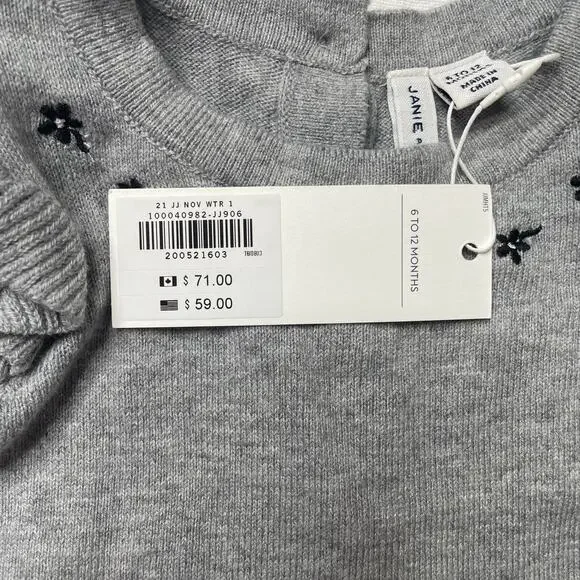 JANIE
6 TO 12
MADE IN
CHINA
21 JJ NOV WTR 1
100040982-JJ906
200521603
$ 71.00
$ 59.00
6 TO 12 MONTHS